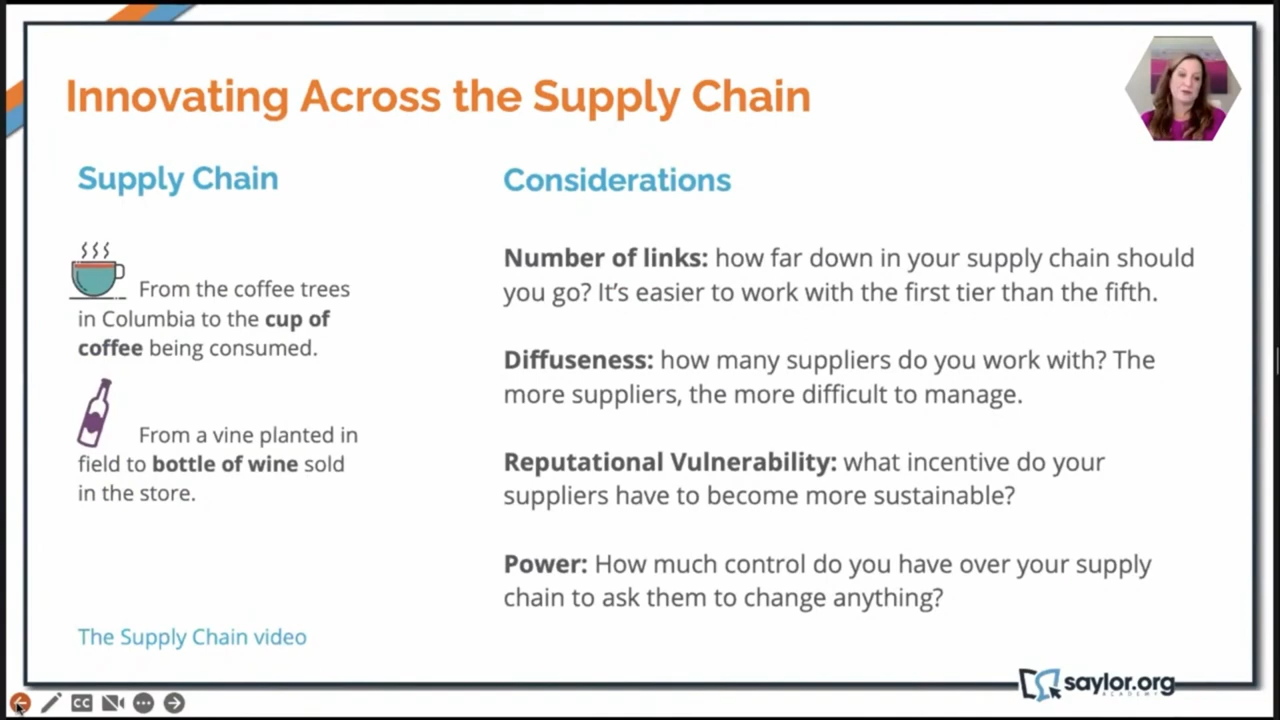 Innovating Across the Supply Chain
Supply Chain
From the coffee trees
in Columbia to the cup of
coffee being consumed.
From a vine planted in
field to bottle of wine sold
in the store.
The Supply Chain video
Considerations
Number of links: how far down in your supply chain should
you go? It’s easier to work with the first tier than the fifth.
Diffuseness: how many suppliers do you work with? The
more suppliers, the more difficult to manage.
Reputational Vulnerability: what incentive do your
suppliers have to become more sustainable?
Power: How much control do you have over your supply
chain to ask them to change anything?
CC
saylor.org
ACADEMY